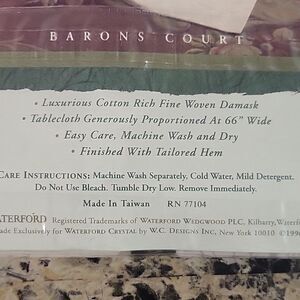 BARONS COURT
• Luxurious Cotton Rich Fine Woven Damask
• Tablecloth Generously Proportioned At 66" Wide
• Easy Care, Machine Wash and Dry
• Finished With Tailored Hem
CARE INSTRUCTIONS: Machine Wash Separately, Cold Water, Mild Detergent.
Do Not Use Bleach. Tumble Dry Low. Remove Immediately.
Made In Taiwan RN 77104
WATERFORD Registered Trademarks of WATERFORD WEDGWOOD PLC, Kilbarry, Waterford
Made Exclusively for WATERFORD CRYSTAL by W.C. DESIGNS INC, New York 10010